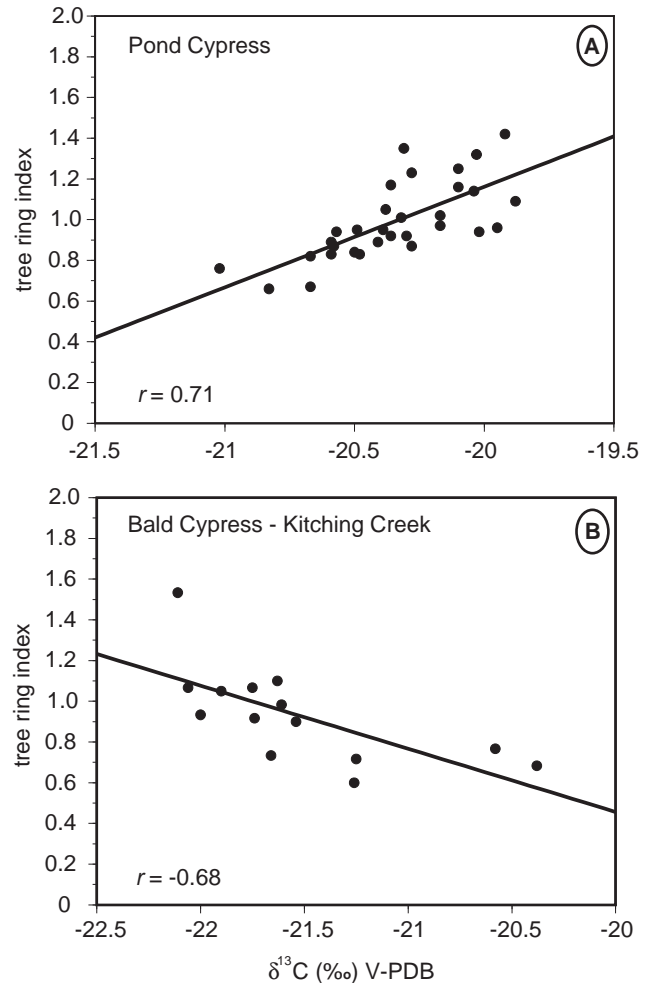 2.0
Pond Cypress
A
1.8
1.6
1.4
1.2
1.0
0.8
0.6
0.4
0.2
0
tree ring index
r = 0.71
-21.5 -21 -20.5 -20 -19.5
2.0
Bald Cypress - Kitching Creek
B
1.8
1.6
1.4
1.2
1.0
0.8
0.6
0.4
0.2
0
tree ring index
r = -0.68
-22.5 -22 -21.5 -21 -20.5 -20
δ¹³C (‰) V-PDB